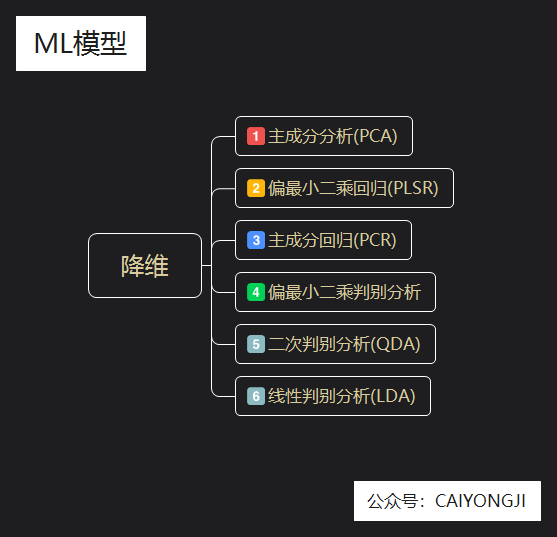 ML模型
降维
1 主成分分析(PCA)
2 偏最小二乘回归(PLSR)
3 主成分回归(PCR)
4 偏最小二乘判别分析
5 二次判别分析(QDA)
6 线性判别分析(LDA)
公众号：CAIYONGJI